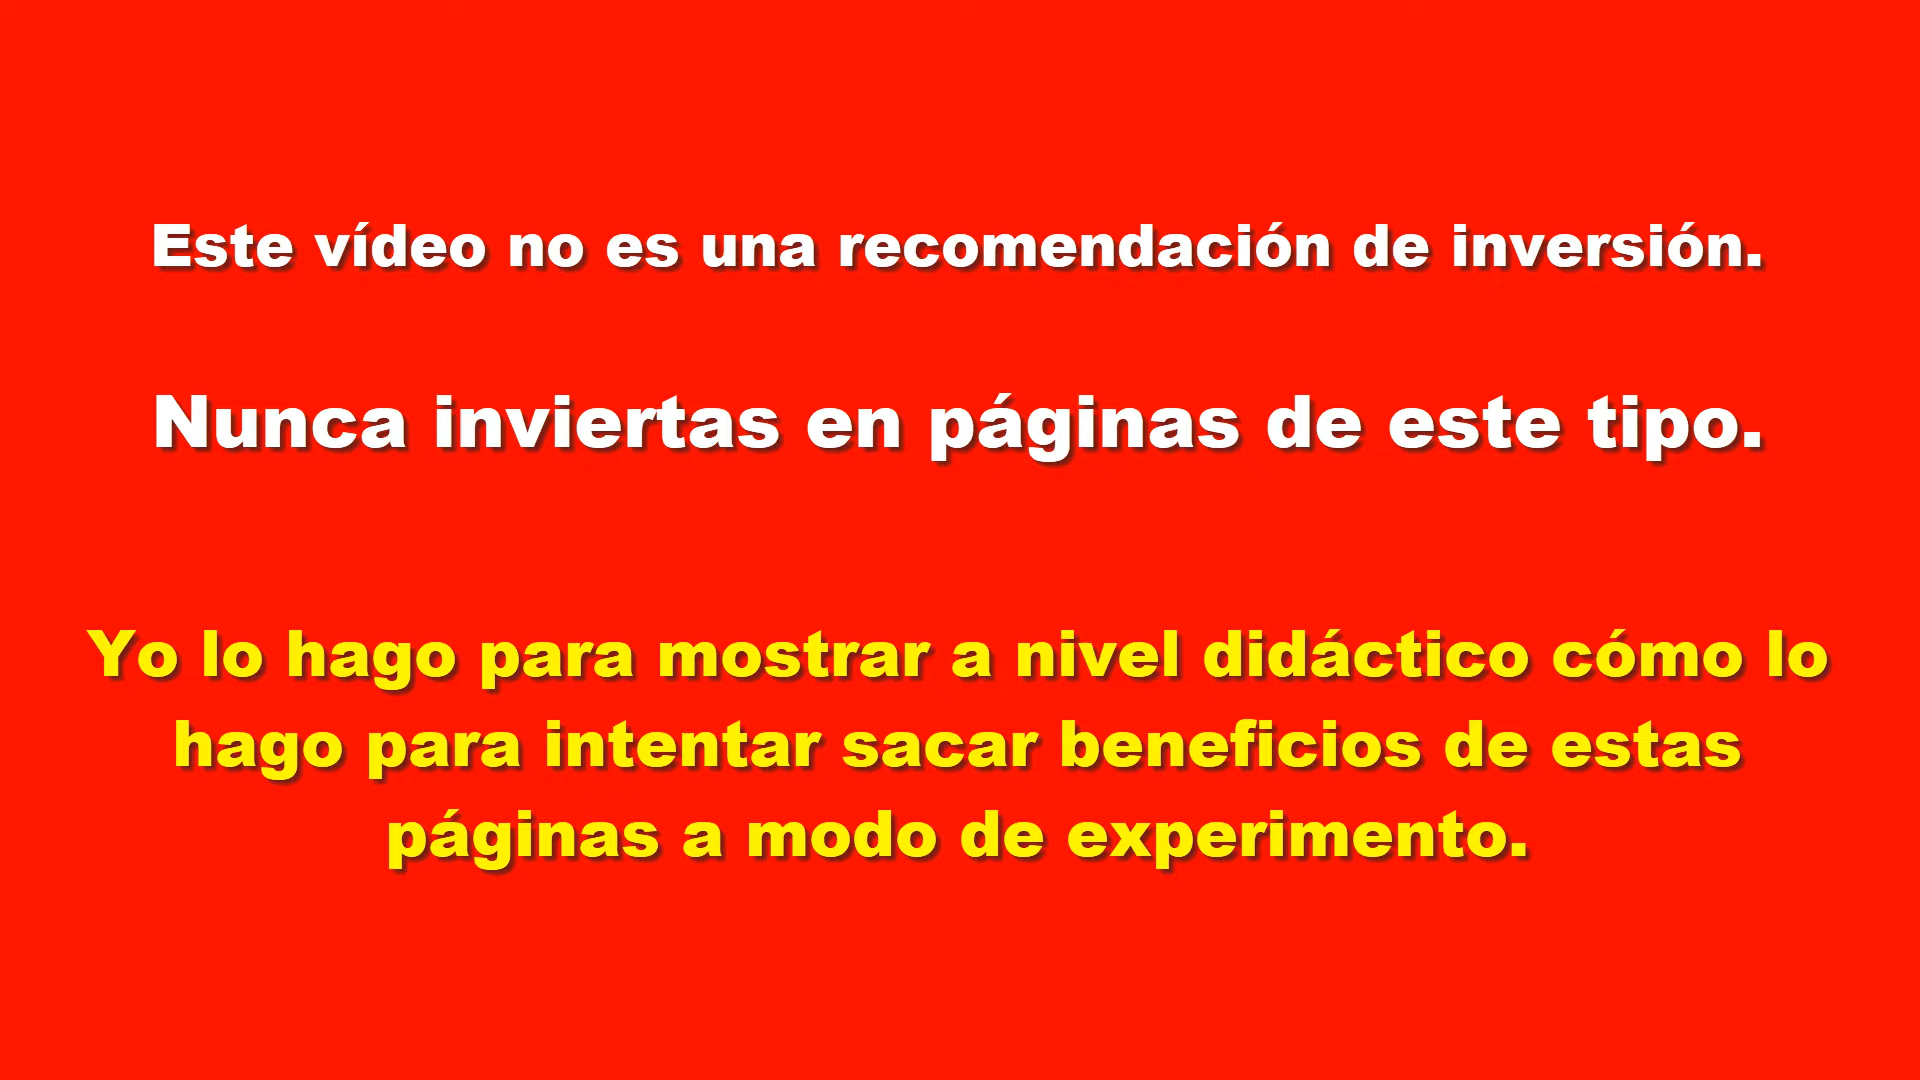 Este vídeo no es una recomendación de inversión.
Nunca inviertas en páginas de este tipo.
Yo lo hago para mostrar a nivel didáctico cómo lo
hago para intentar sacar beneficios de estas
páginas a modo de experimento.